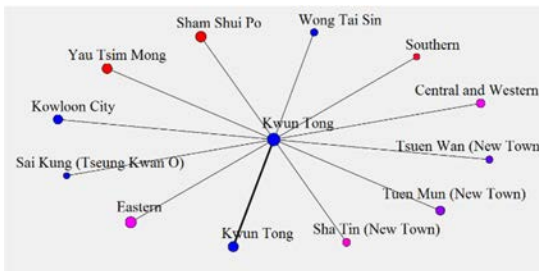 Sham Shui Po
Wong Tai Sin
Yau Tsim Mong
Southern
Central and Western
Kowloon City
Kwun Tong
Tsuen Wan (New Town
Sai Kung (Tseung Kwan O)
Tuen Mun (New Town)
Eastern
Kwun Tong
Sha Tin (New Town)